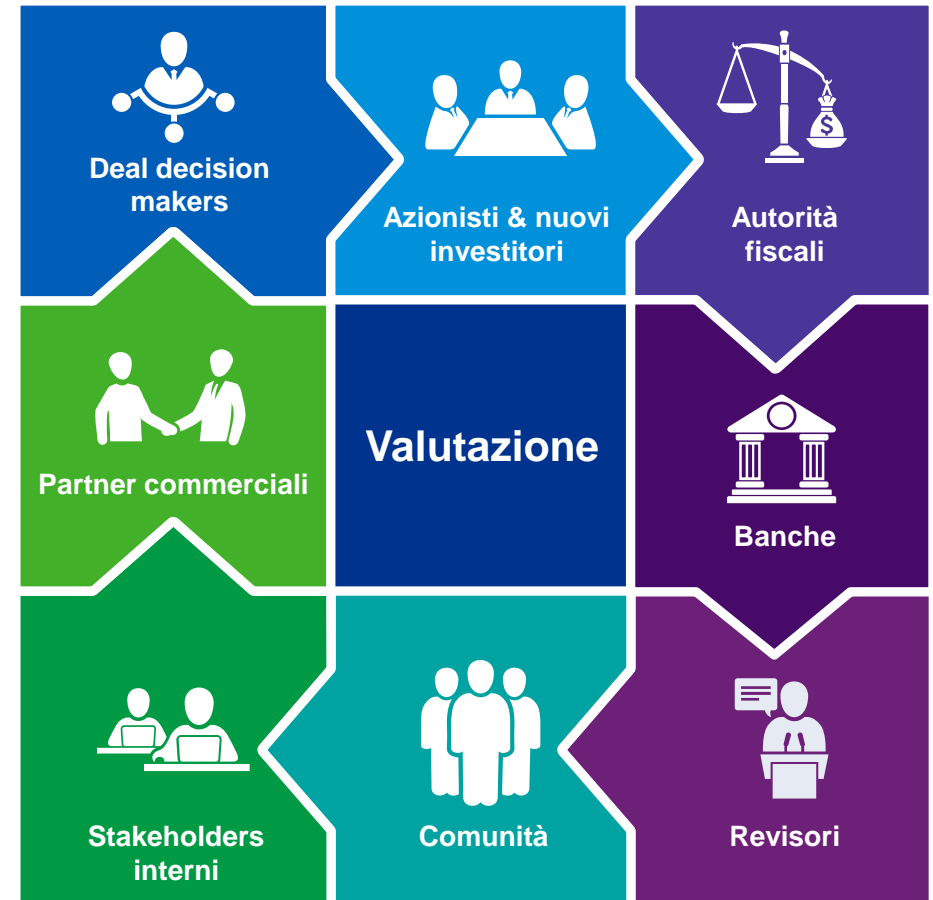 Deal decision
makers
Azionisti & nuovi
investitori
$
Autorità
fiscali
Partner commerciali
Valutazione
Banche
Stakeholders
interni
Comunità
Revisori